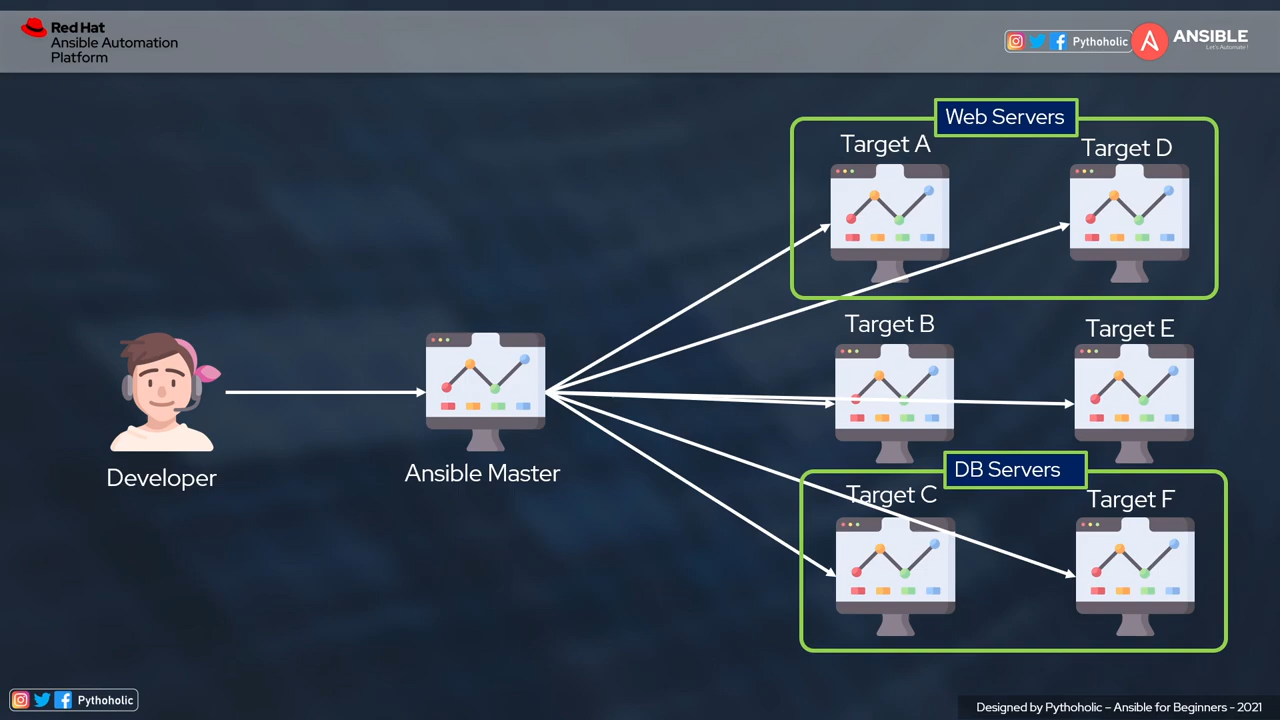 Red Hat
Ansible Automation
Platform
Pythoholic
ANSIBLE
Let's Automate !
Web Servers
Target A
Target D
Target B
Target E
Developer
Ansible Master
DB Servers
Target C
Target F
Pythoholic
Designed by Pythoholic – Ansible for Beginners - 2021